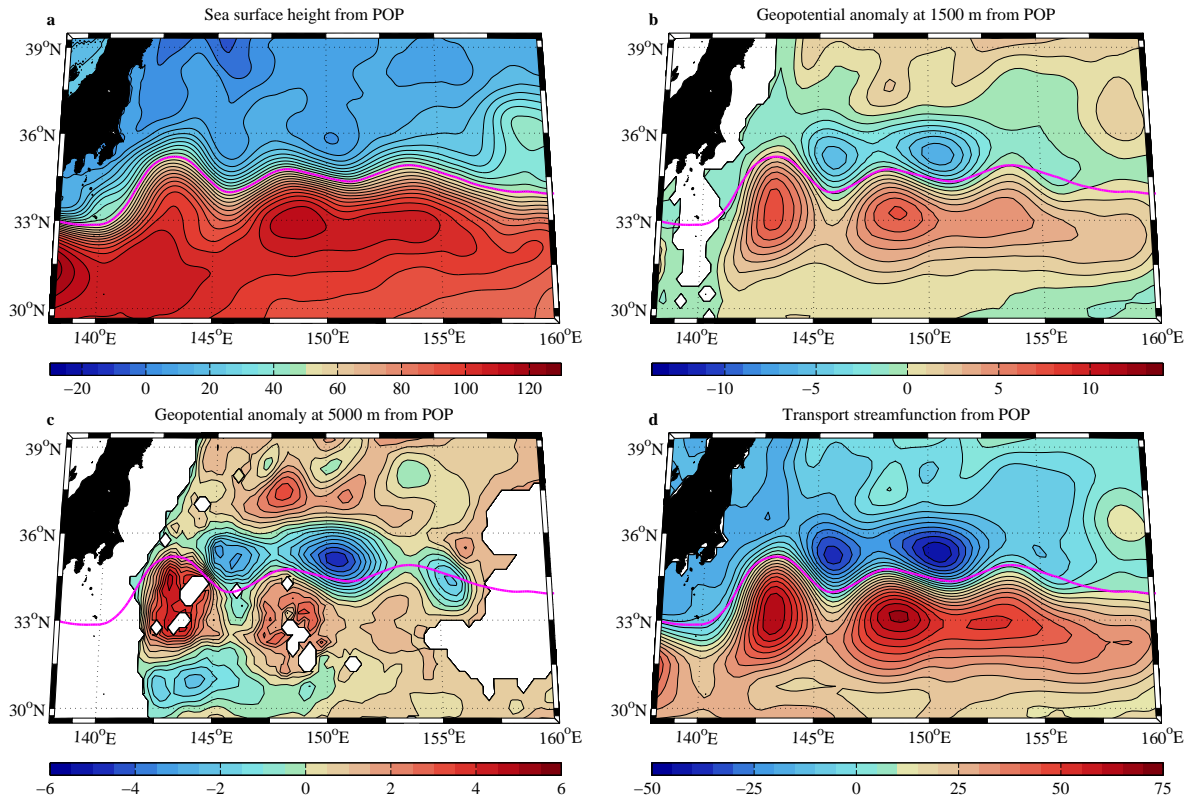 a Sea surface height from POP
39°N
36°N
33°N
30°N
140°E 145°E 150°E 155°E 160°E
−20 0 20 40 60 80 100 120
b Geopotential anomaly at 1500 m from POP
39°N
36°N
33°N
30°N
140°E 145°E 150°E 155°E 160°E
−10 −5 0 5 10
c Geopotential anomaly at 5000 m from POP
39°N
36°N
33°N
30°N
140°E 145°E 150°E 155°E 160°E
−6 −4 −2 0 2 4 6
d Transport streamfunction from POP
39°N
36°N
33°N
30°N
140°E 145°E 150°E 155°E 160°E
−50 −25 0 25 50 75